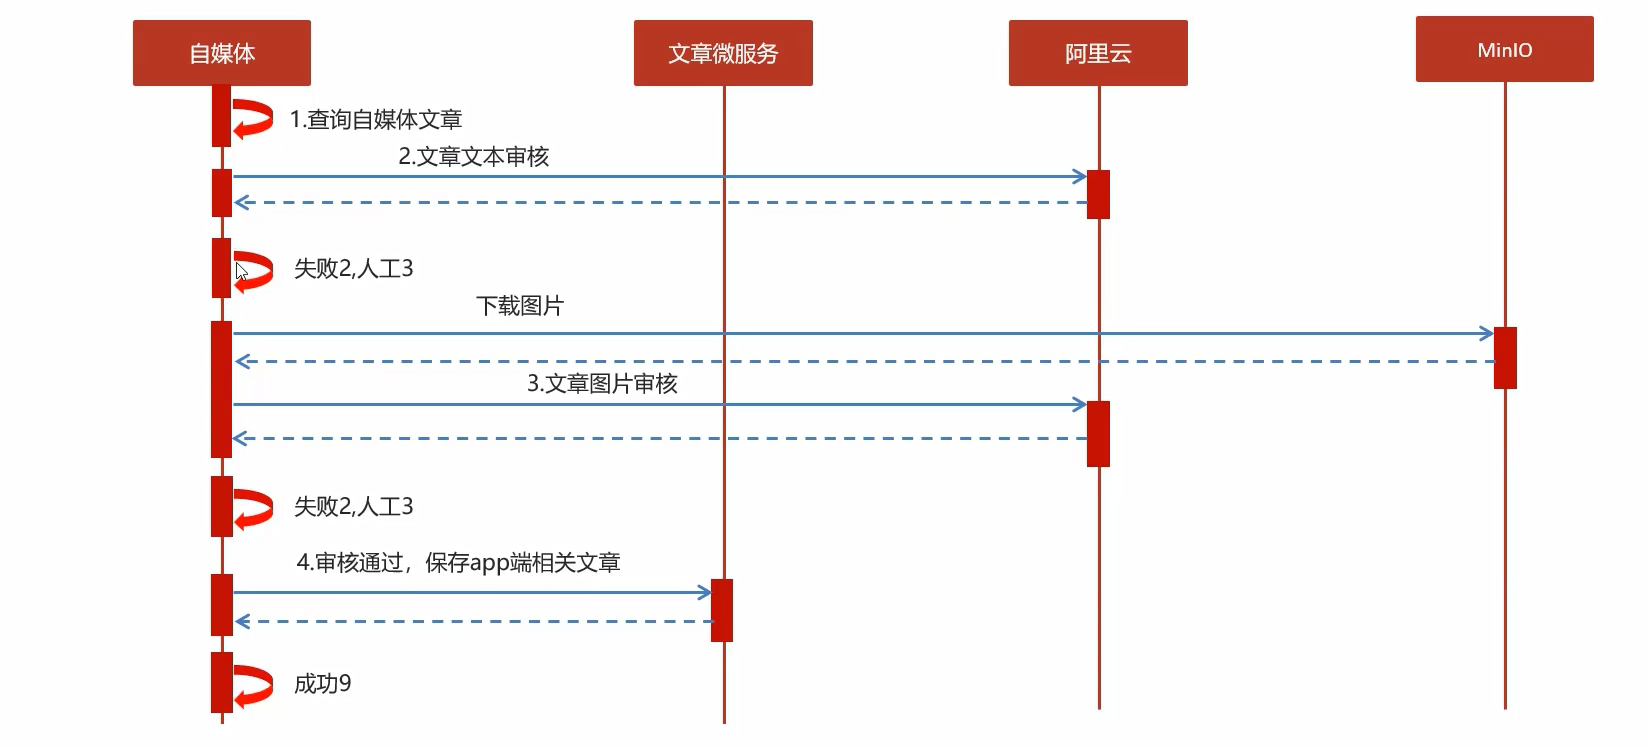 自媒体
文章微服务
阿里云
MinIO
1.查询自媒体文章
2.文章文本审核
失败2,人工3
下载图片
3.文章图片审核
失败2,人工3
4.审核通过，保存app端相关文章
成功9